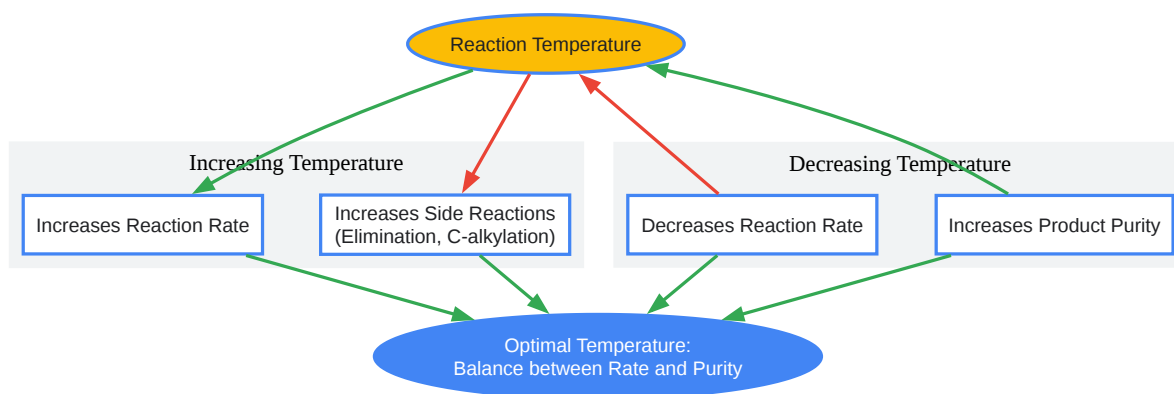 Reaction Temperature
Increasing Temperature
Decreasing Temperature
Increases Reaction Rate
Increases Side Reactions
(Elimination, C-alkylation)
Decreases Reaction Rate
Increases Product Purity
Optimal Temperature:
Balance between Rate and Purity